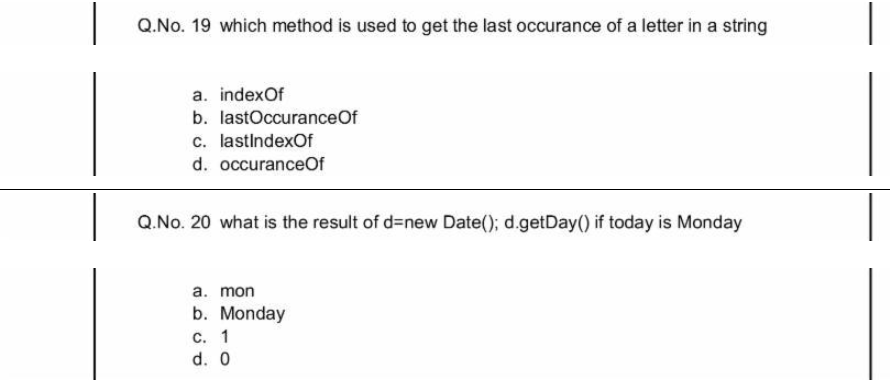 Q.No. 19 which method is used to get the last occurance of a letter in a string
a. indexOf
b. lastOccuranceOf
c. lastIndexOf
d. occuranceOf
Q.No. 20 what is the result of d=new Date(); d.getDay() if today is Monday
a. mon
b. Monday
c. 1
d. 0